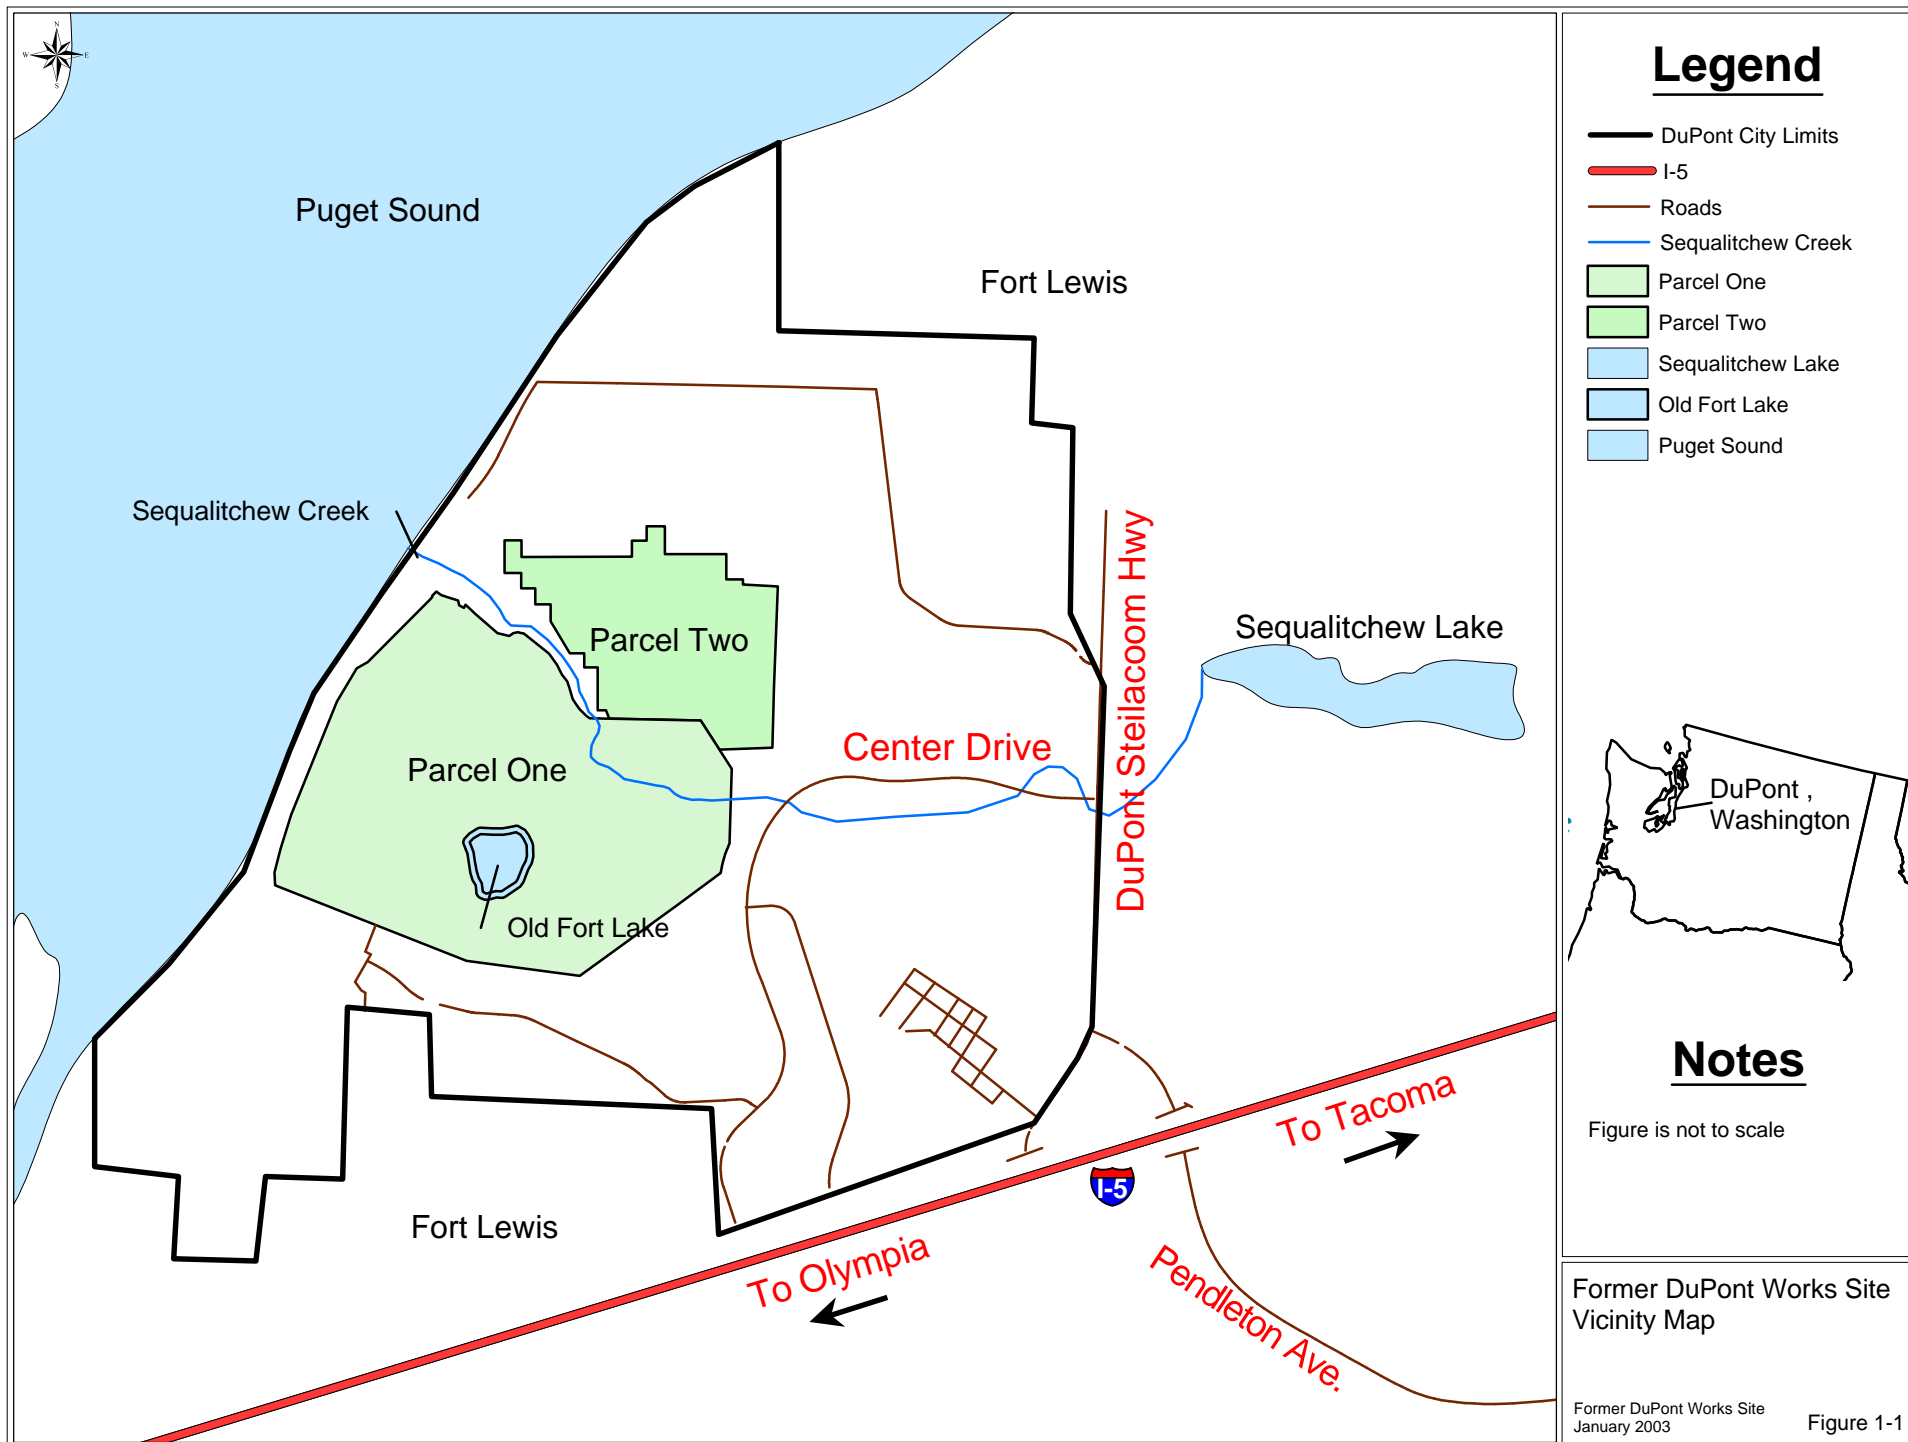 N
W
E
S
Puget Sound
Fort Lewis
Sequalitchew Creek
DuPont Steilacoom Hwy
Sequalitchew Lake
Parcel Two
Center Drive
Parcel One
Old Fort Lake
To Tacoma
I-5
Fort Lewis
To Olympia
Pendleton Ave.
Legend
DuPont City Limits
I-5
Roads
Sequalitchew Creek
Parcel One
Parcel Two
Sequalitchew Lake
Old Fort Lake
Puget Sound
DuPont ,
Washington
Notes
Figure is not to scale
Former DuPont Works Site
Vicinity Map
Former DuPont Works Site
January 2003
Figure 1-1